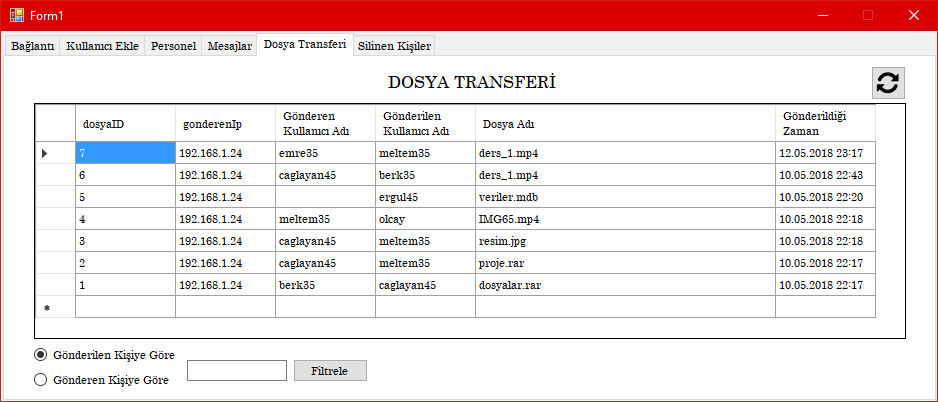 Form1
Bağlantı Kullanıcı Ekle Personel Mesajlar Dosya Transferi Silinen Kişiler
DOSYA TRANSFERİ
dosyaID gonderenIp Gönderen Kullanıcı Adı Gönderilen Kullanıcı Adı Dosya Adı Gönderildiği Zaman
7 192.168.1.24 emre35 meltem35 ders_1.mp4 12.05.2018 23:17
6 192.168.1.24 caglayan45 berk35 ders_1.mp4 10.05.2018 22:43
5 192.168.1.24 ergul45 veriler.mdb 10.05.2018 22:20
4 192.168.1.24 meltem35 olcay IMG65.mp4 10.05.2018 22:18
3 192.168.1.24 caglayan45 meltem35 resim.jpg 10.05.2018 22:18
2 192.168.1.24 caglayan45 meltem35 proje.rar 10.05.2018 22:17
1 192.168.1.24 berk35 caglayan45 dosyalar.rar 10.05.2018 22:17
Gönderilen Kişiye Göre
Gönderen Kişiye Göre
Filtrele